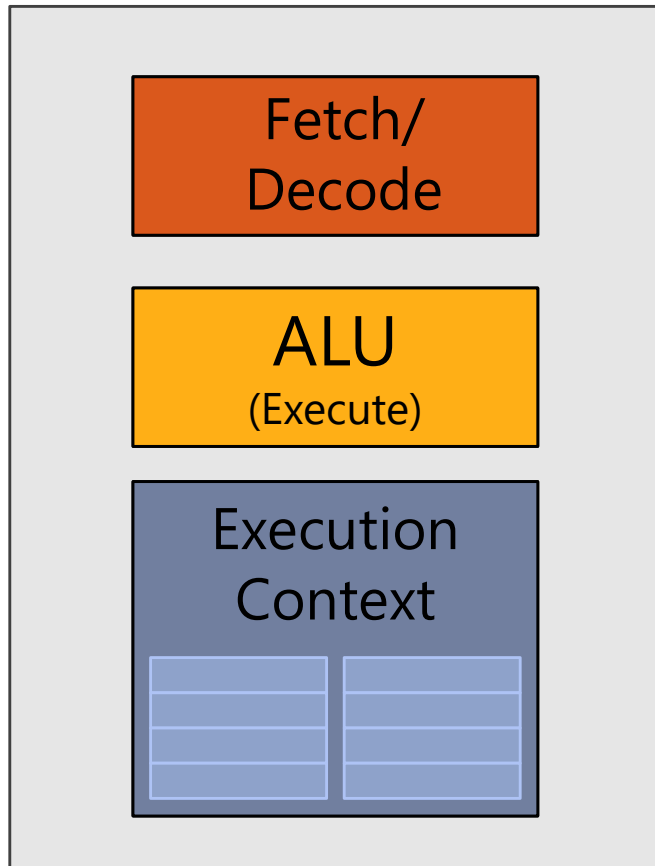 Fetch/
Decode
ALU
(Execute)
Execution
Context